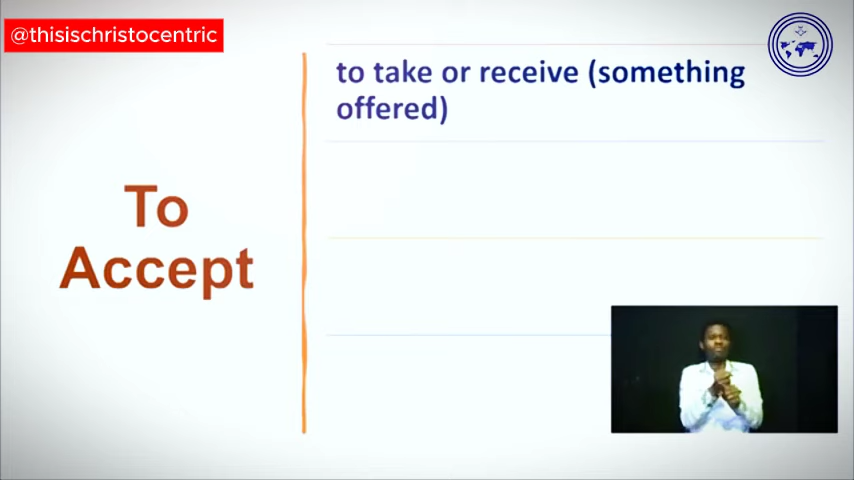 @thisischristocentric
to take or receive (something
offered)
To
Accept